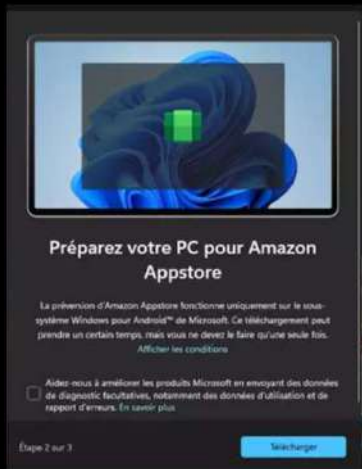 Préparez votre PC pour Amazon
Appstore
La préversion d'Amazon Appstore fonctionne uniquement sur le sous-
système Windows pour Android™ de Microsoft. Ce téléchargement peut
prendre un certain temps, mais vous ne devez le faire qu'une seule fois.
Afficher les conditions
Aidez-nous à améliorer les produits Microsoft en envoyant des données
de diagnostic facultatives, notamment des données d'utilisation et de
rapport d'erreurs. En savoir plus
Étape 2 sur 3
Télécharger